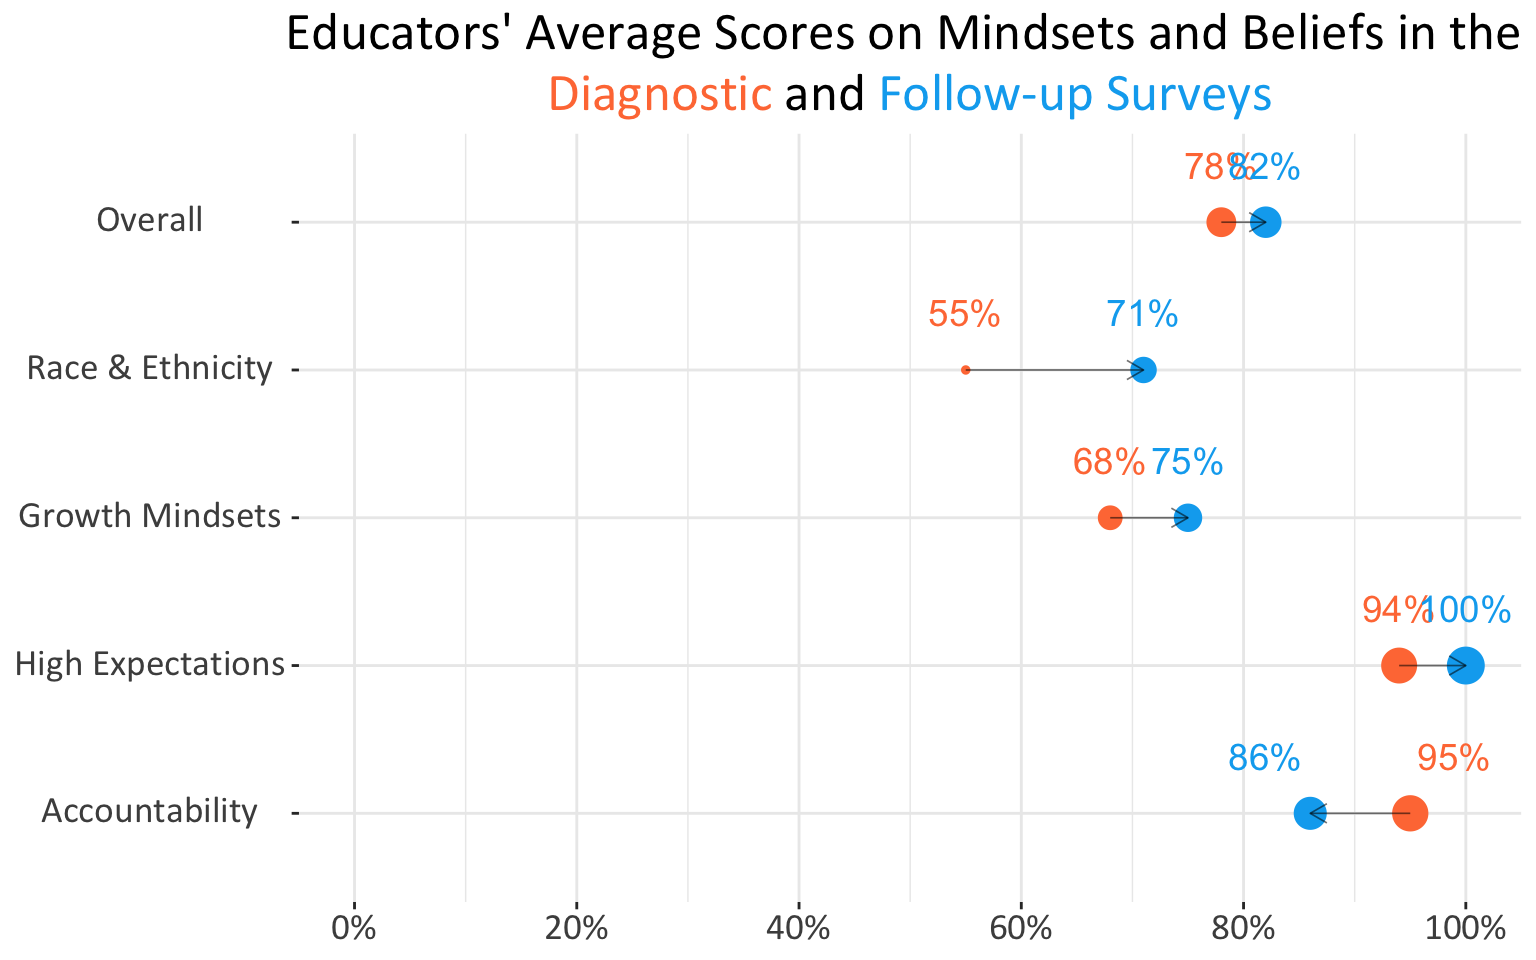 Educators' Average Scores on Mindsets and Beliefs in the
Diagnostic and Follow-up Surveys
78% 82%
Overall
55% 71%
Race & Ethnicity
68% 75%
Growth Mindsets
94% 100%
High Expectations
86% 95%
Accountability
0% 20% 40% 60% 80% 100%